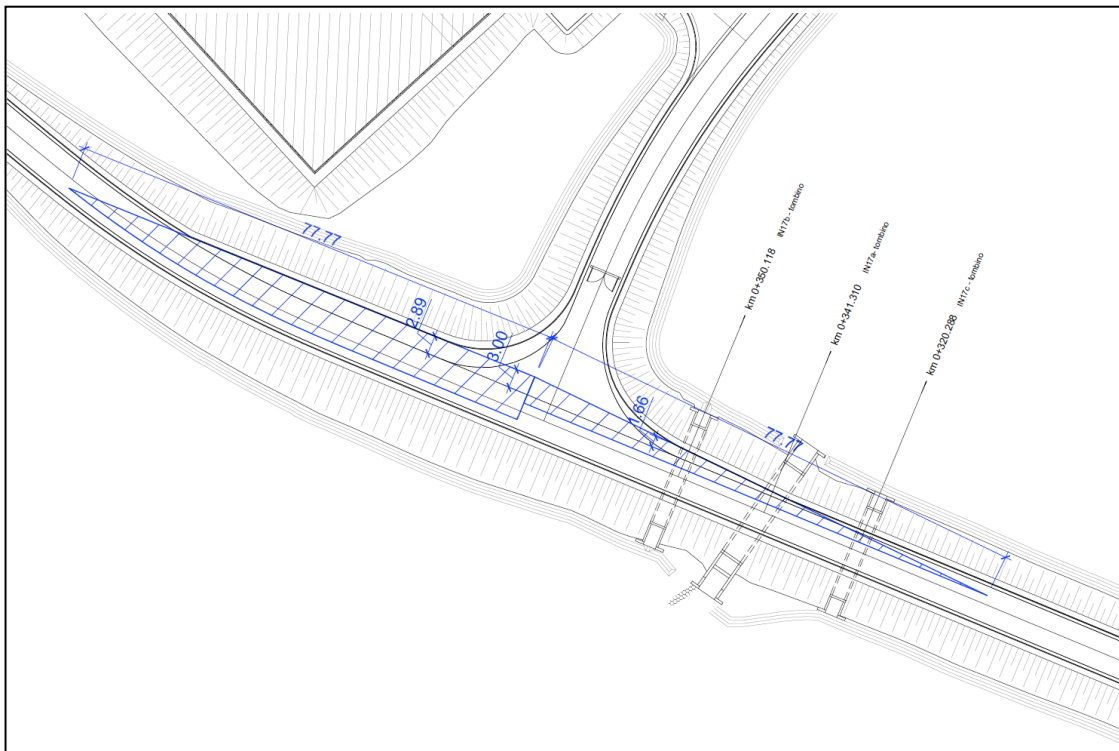 77.77
2.89
3.00
1.66
77.77
km 0+350.118 IN17b - tombino
km 0+341.310 IN17a - tombino
km 0+320.288 IN17c - tombino